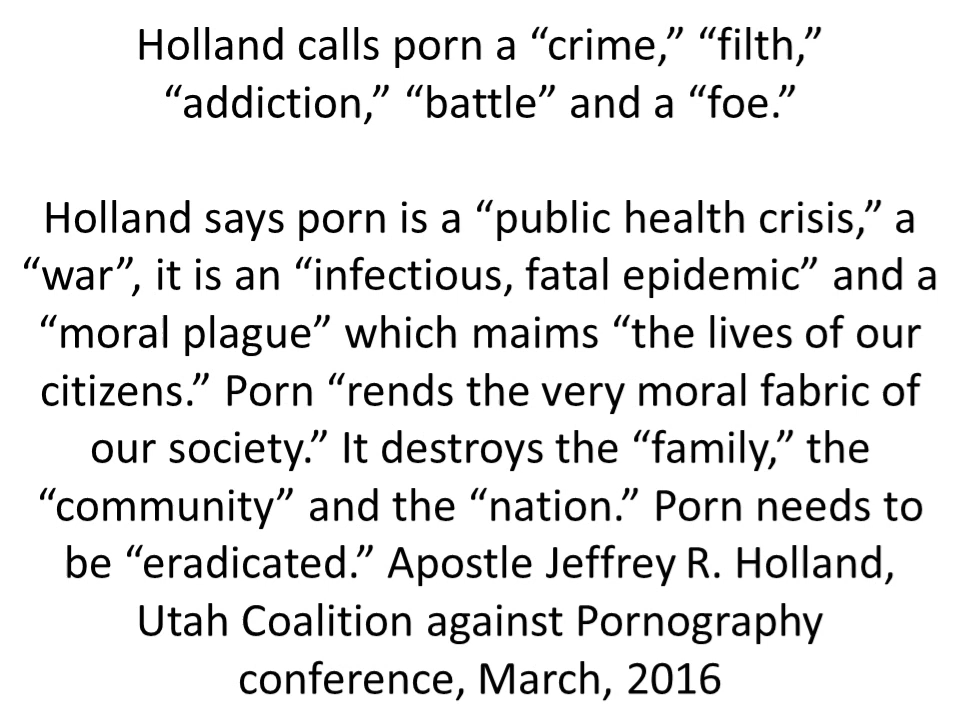 Holland calls porn a “crime,” “filth,”
“addiction,” “battle” and a “foe.”
Holland says porn is a “public health crisis,” a
“war”, it is an “infectious, fatal epidemic” and a
“moral plague” which maims “the lives of our
citizens.” Porn “rends the very moral fabric of
our society.” It destroys the “family,” the
“community” and the “nation.” Porn needs to
be “eradicated.” Apostle Jeffrey R. Holland,
Utah Coalition against Pornography
conference, March, 2016